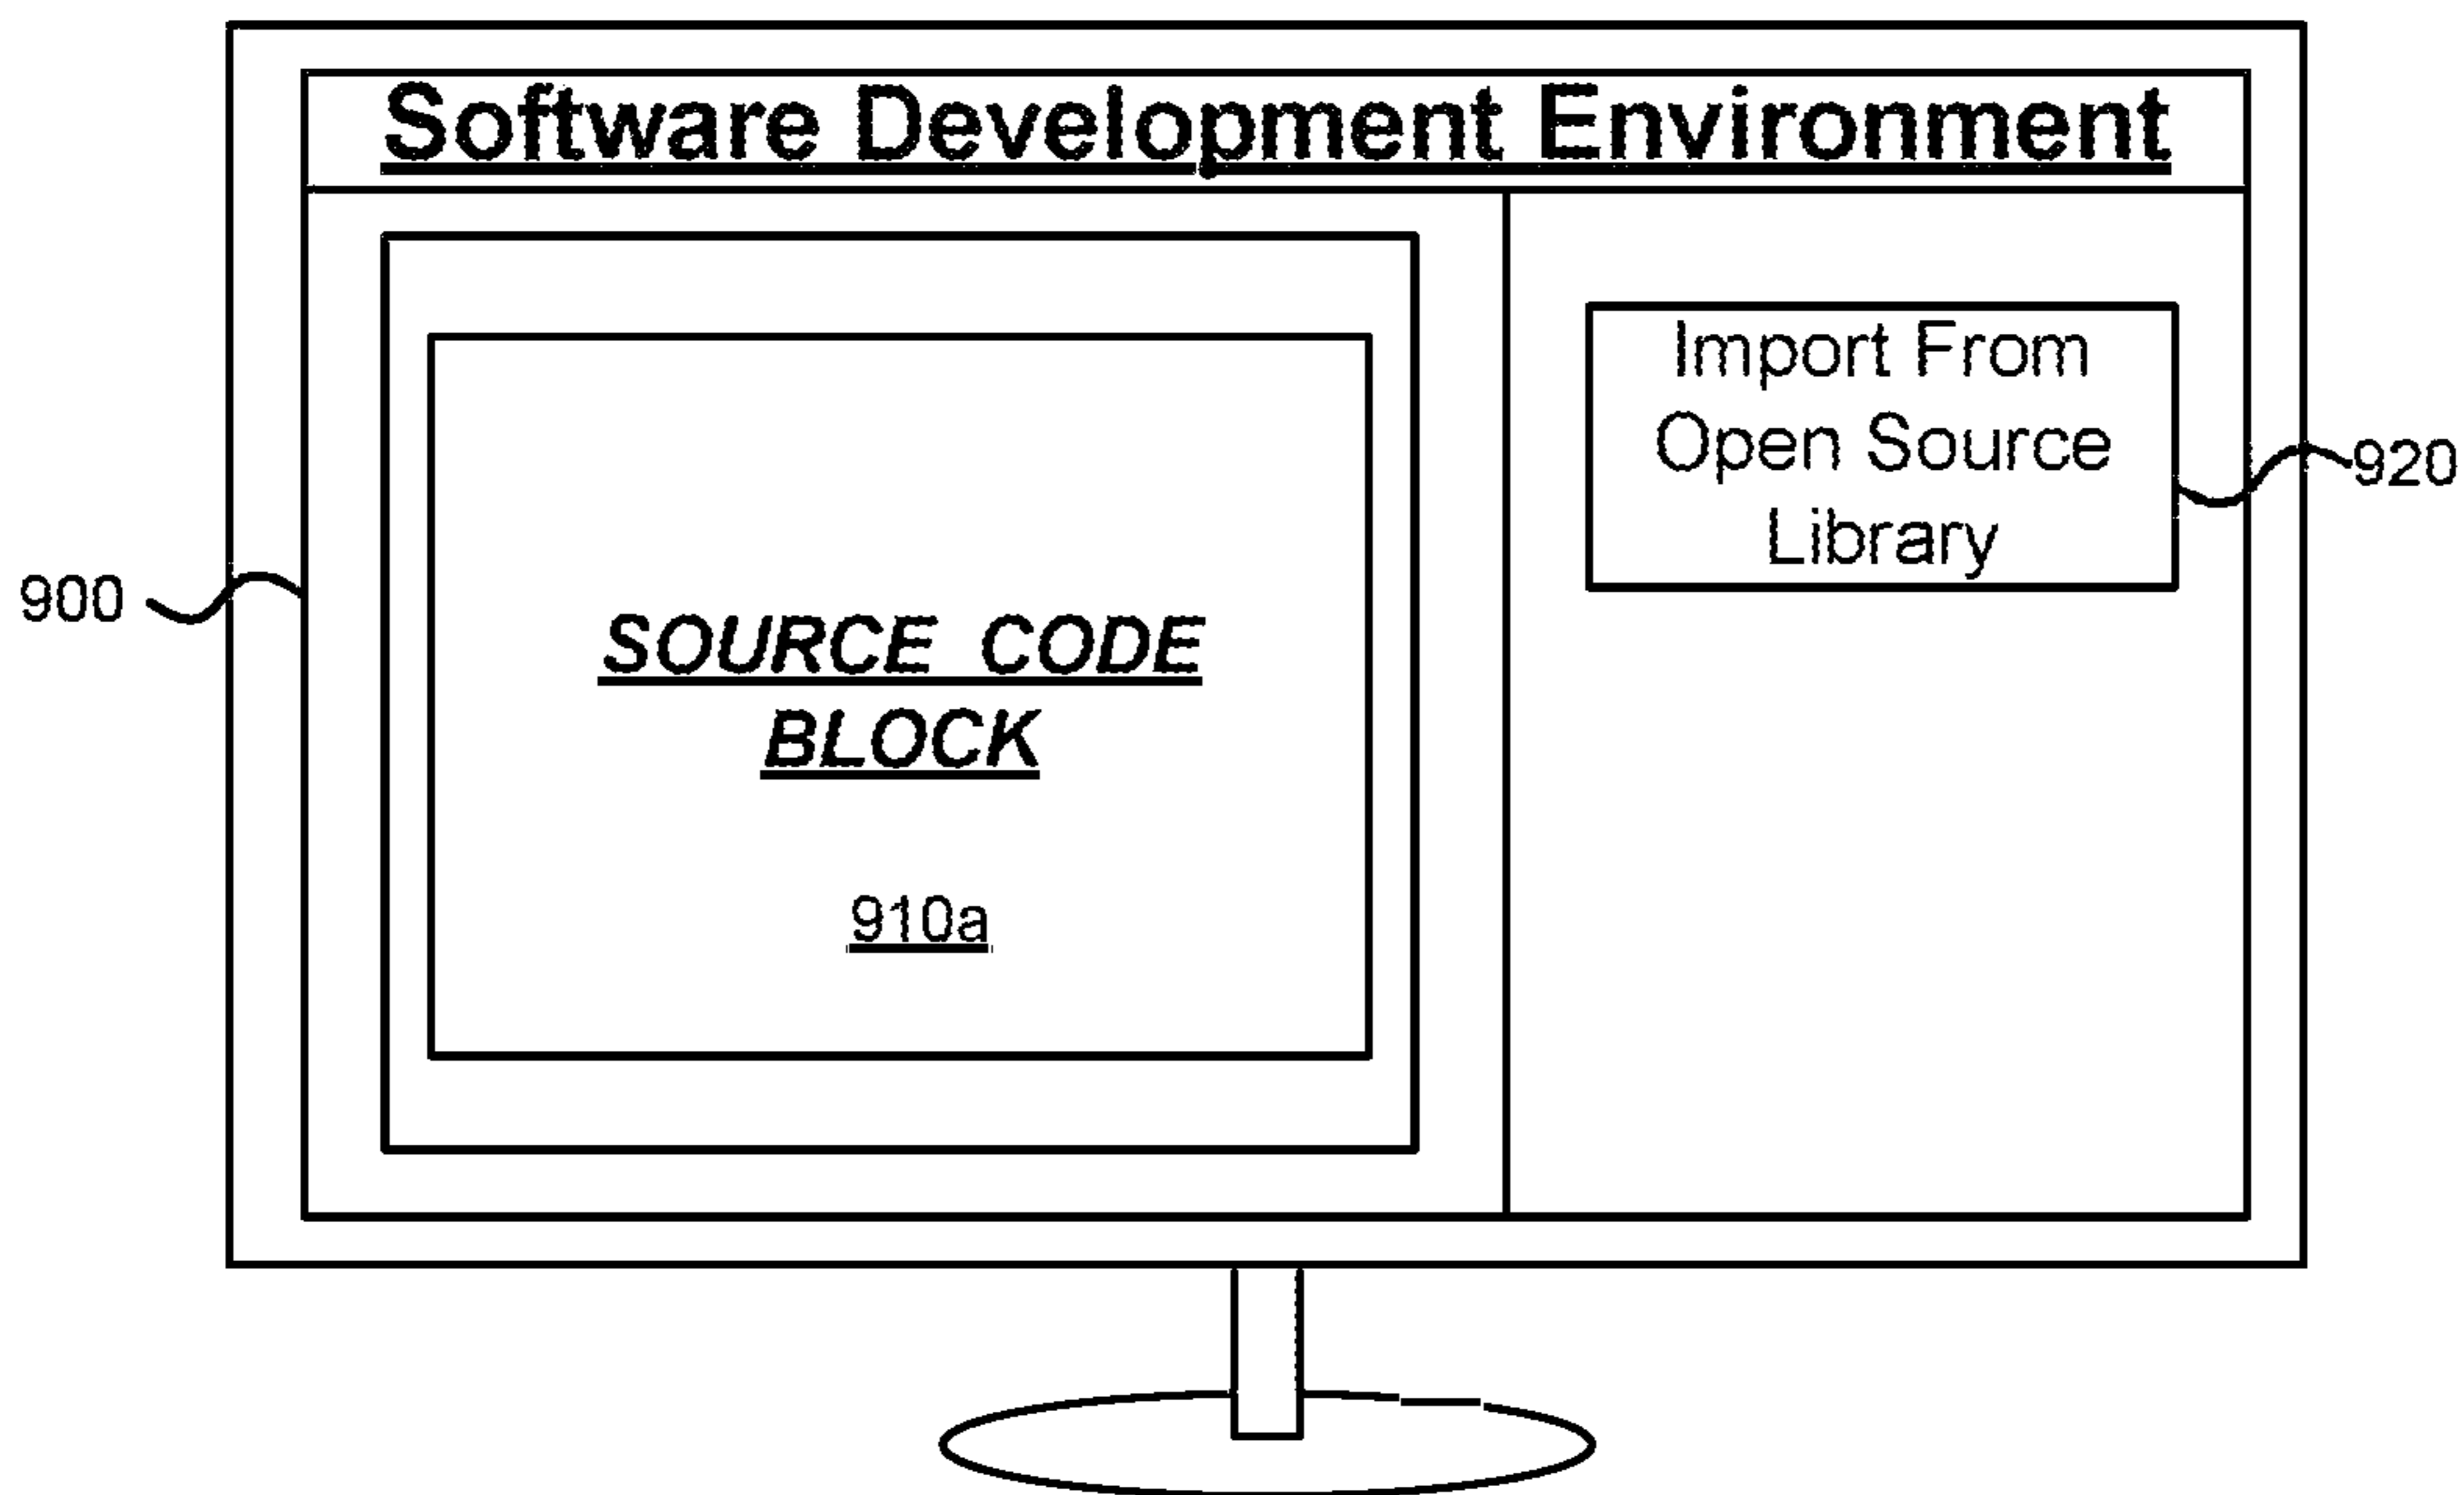 Software Development Environment
Import From
Open Source
Library
920
900
SOURCE CODE
BLOCK
910a